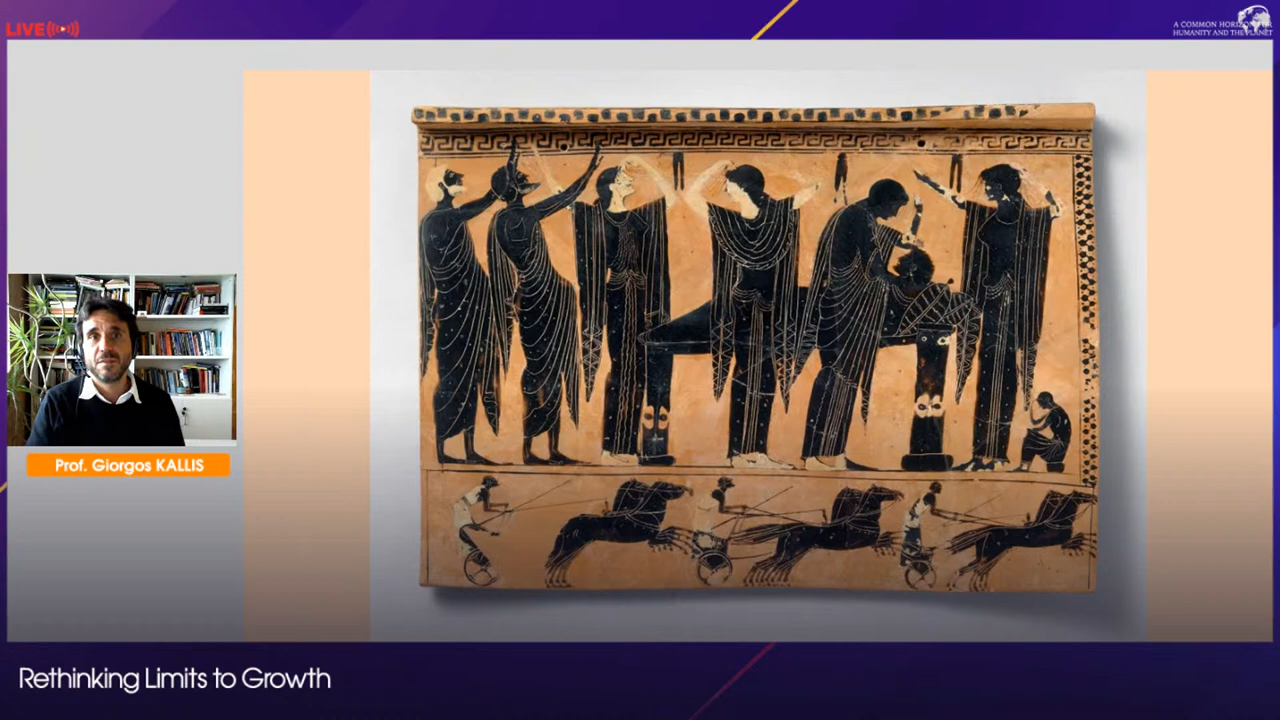 LIVE
A COMMON HORIZON FOR
HUMANITY AND THE PLANET
Prof. Giorgos KALLIS
Rethinking Limits to Growth